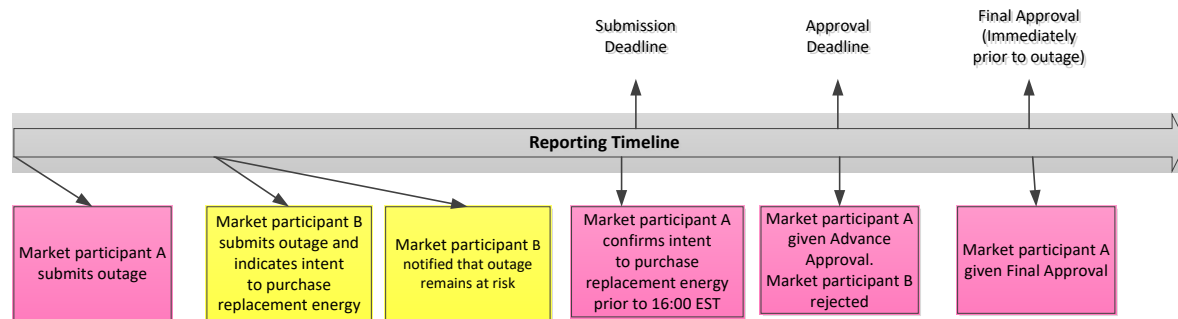 Submission
Deadline
Approval
Deadline
Final Approval
(Immediately
prior to outage)
Reporting Timeline
Market participant A
submits outage
Market participant B
submits outage and
indicates intent
to purchase
replacement energy
Market participant B
notified that outage
remains at risk
Market participant A
confirms intent
to purchase
replacement energy
prior to 16:00 EST
Market participant A
given Advance
Approval.
Market participant B
rejected
Market participant A
given Final Approval